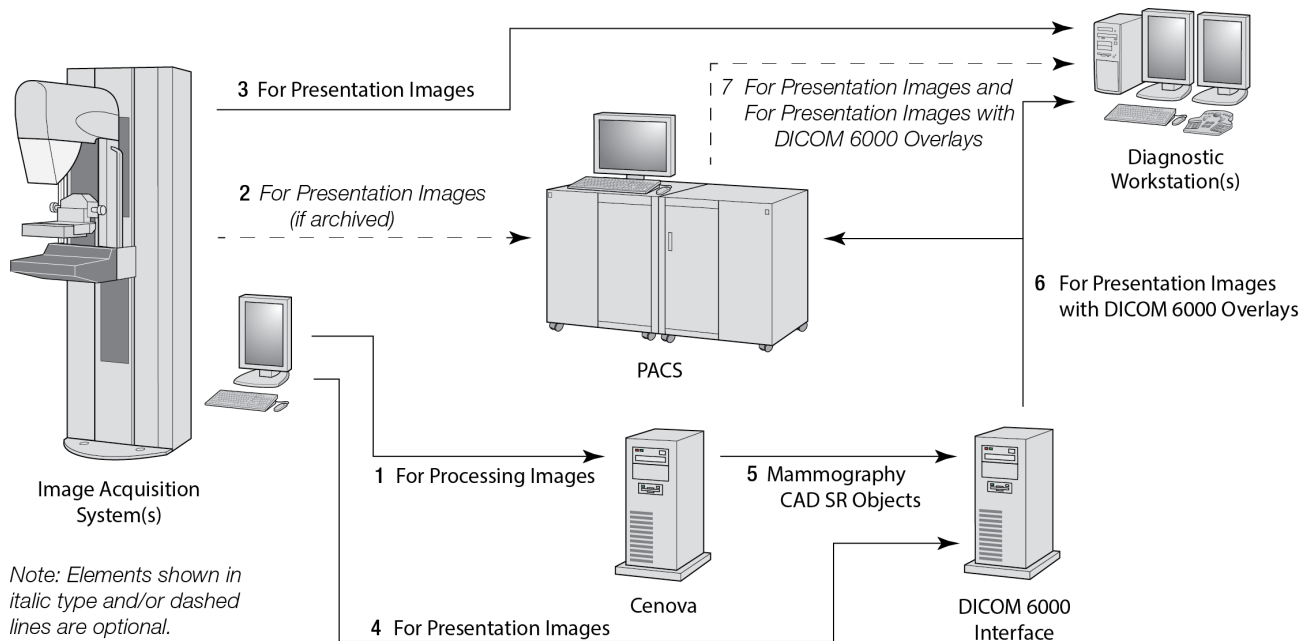 3 For Presentation Images
7 For Presentation Images and
For Presentation Images with
DICOM 6000 Overlays
Diagnostic
Workstation(s)
2 For Presentation Images
(if archived)
6 For Presentation Images
with DICOM 6000 Overlays
PACS
1 For Processing Images
5 Mammography
CAD SR Objects
Image Acquisition
System(s)
Note: Elements shown in
italic type and/or dashed
lines are optional.
Cenova
DICOM 6000
Interface
4 For Presentation Images